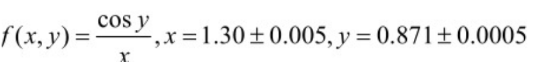 f(x, y) = cos y / x, x = 1.30 ± 0.005, y = 0.871 ± 0.0005